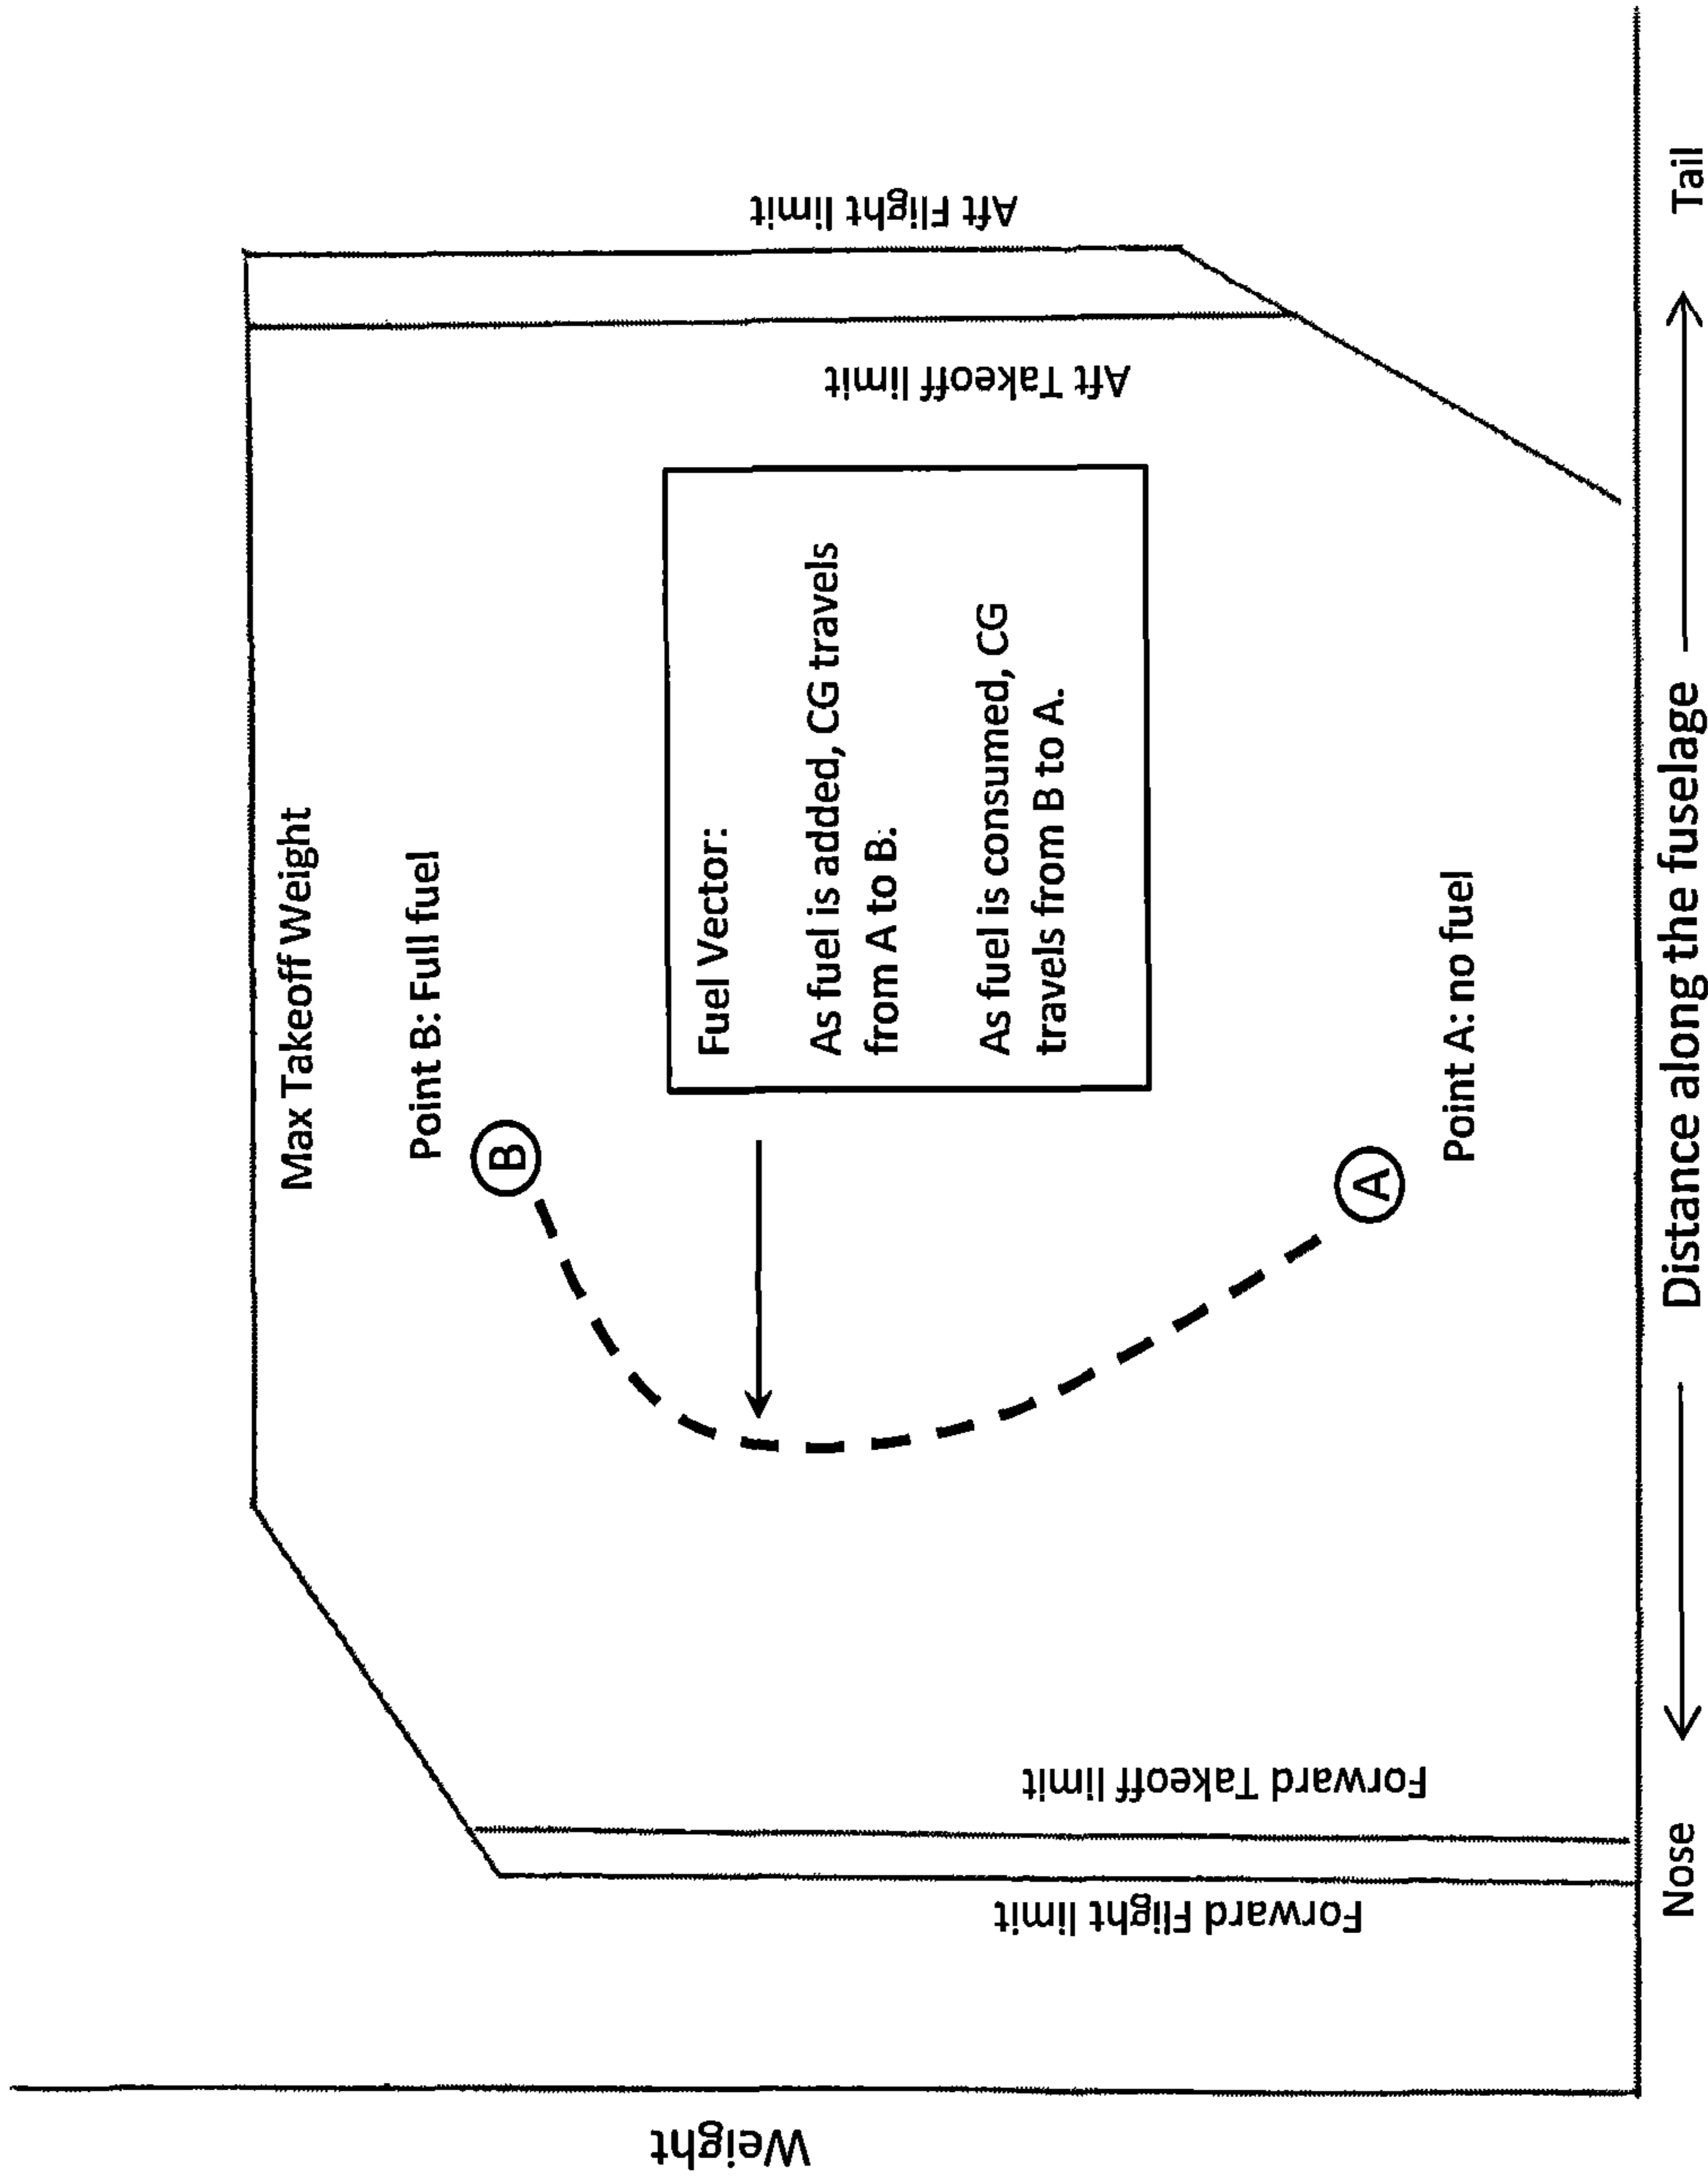 Max Takeoff Weight
Point B: Full fuel
B
Fuel Vector:
As fuel is added, CG travels
from A to B.
As fuel is consumed, CG
travels from B to A.
A
Point A: no fuel
Weight
Forward Flight limit
Forward Takeoff limit
Aft Takeoff limit
Aft Flight limit
Nose
Distance along the fuselage
Tail